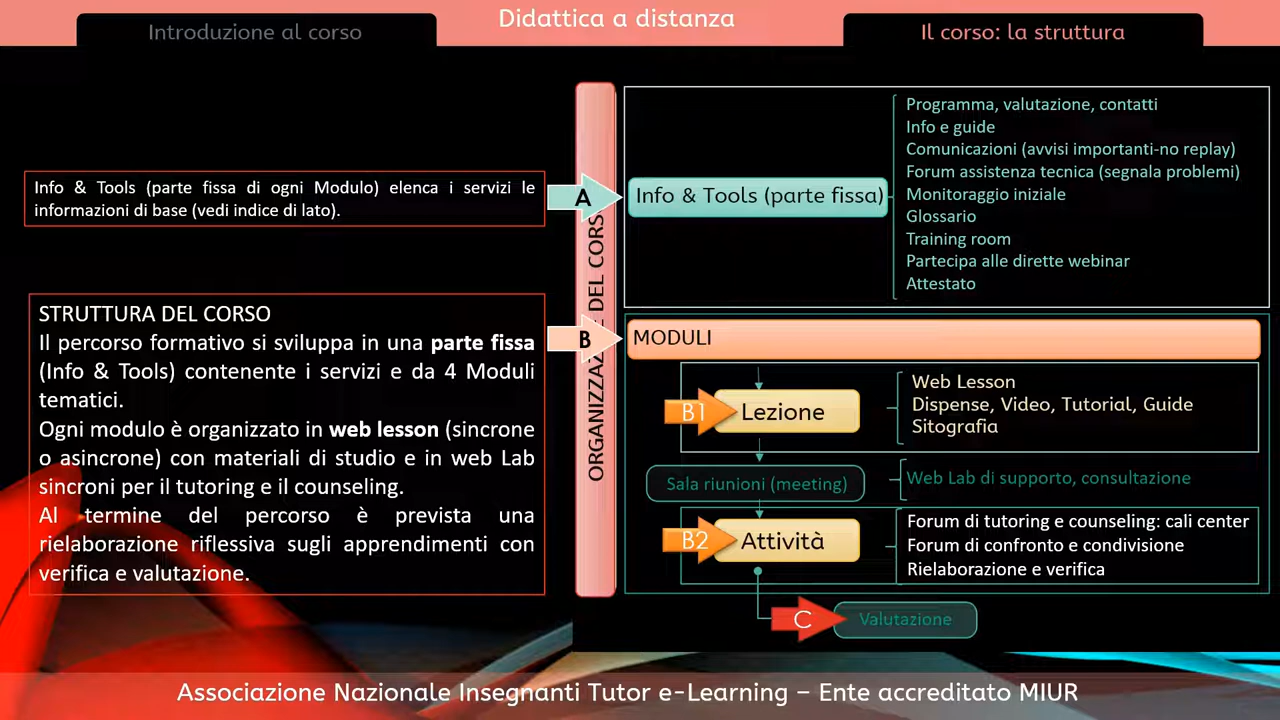 Didattica a distanza
Introduzione al corso
Il corso: la struttura
Info & Tools (parte fissa di ogni Modulo) elenca i servizi le
informazioni di base (vedi indice di lato).
STRUTTURA DEL CORSO
Il percorso formativo si sviluppa in una parte fissa
(Info & Tools) contenente i servizi e da 4 Moduli
tematici.
Ogni modulo è organizzato in web lesson (sincrone
o asincrone) con materiali di studio e in web Lab
sincroni per il tutoring e il counseling.
Al termine del percorso è prevista una
rielaborazione riflessiva sugli apprendimenti con
verifica e valutazione.
A
B
DEL
Info & Tools (parte fissa)
Programma, valutazione, contatti
Info e guide
Comunicazioni (avvisi importanti-no replay)
Forum assistenza tecnica (segnala problemi)
Monitoraggio iniziale
Glossario
Training room
Partecipa alle dirette webinar
Attestato
MODULI
B1
Lezione
Web Lesson
Dispense, Video, Tutorial, Guide
Sitografia
Sala riunioni (meeting)
Web Lab di supporto, consultazione
B2
Attività
Forum di tutoring e counseling: cali center
Forum di confronto e condivisione
Rielaborazione e verifica
C
Valutazione
Associazione Nazionale Insegnanti Tutor e-Learning – Ente accreditato MIUR